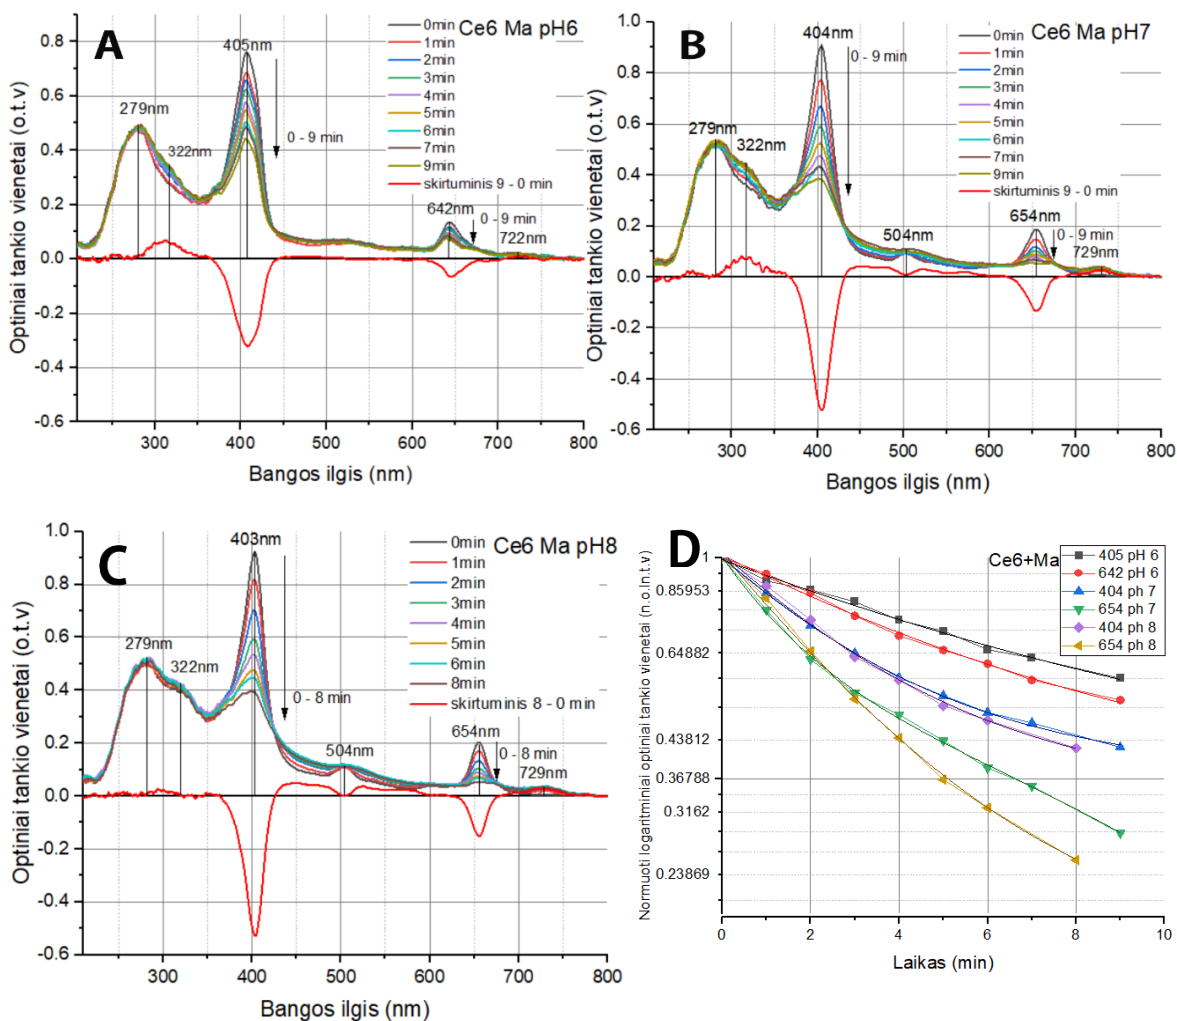 A
Ce6 Ma pH6
405nm
279nm
322nm
0 - 9 min
642nm
0 - 9 min
722nm
0min
1min
2min
3min
4min
5min
6min
7min
9min
skirtuminis 9 - 0 min
0.8
0.6
0.4
0.2
0.0
-0.2
-0.4
-0.6
300
400
500
600
700
800
Optiniai tankio vienetai (o.t.v)
Bangos ilgis (nm)
B
Ce6 Ma pH7
404nm
0 - 9 min
279nm
322nm
504nm
654nm
0 - 9 min
729nm
0min
1min
2min
3min
4min
5min
6min
7min
9min
skirtuminis 9 - 0 min
1.0
0.8
0.6
0.4
0.2
0.0
-0.2
-0.4
-0.6
300
400
500
600
700
800
Optiniai tankio vienetai (o.t.v)
Bangos ilgis (nm)
C
Ce6 Ma pH8
403nm
279nm
322nm
0 - 8 min
504nm
654nm
0 - 8 min
729nm
0min
1min
2min
3min
4min
5min
6min
8min
skirtuminis 8 - 0 min
1.0
0.8
0.6
0.4
0.2
0.0
-0.2
-0.4
-0.6
300
400
500
600
700
800
Optiniai tankio vienetai (o.t.v)
Bangos ilgis (nm)
D
Ce6+Ma
405 pH 6
642 pH 6
404 ph 7
654 ph 7
404 ph 8
654 ph 8
1
0.85953
0.64882
0.43812
0.36788
0.3162
0.23869
0
2
4
6
8
10
Normuoti logaritminiai optiniai tankio vienetai (n.o.ln.t.v)
Laikas (min)